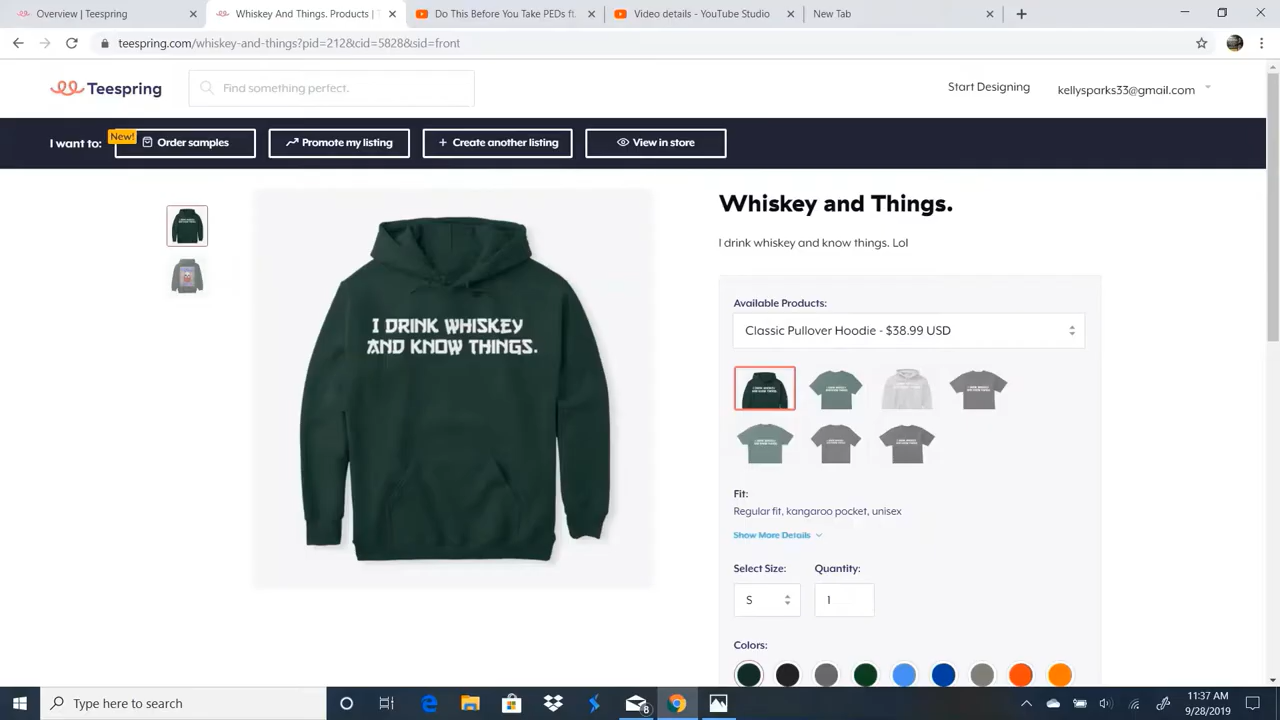 Overview | Teespring
Whiskey And Things. Products | T
Do This Before You Take PEDs ft.
Video details - YouTube Studio
New Tab
teespring.com/whiskey-and-things?pid=212&cid=5828&sid=front
Teespring
Find something perfect.
Start Designing
kellysparks33@gmail.com
I want to:
New!
Order samples
Promote my listing
+ Create another listing
View in store
Whiskey and Things.
I drink whiskey and know things. Lol
I DRINK WHISKEY
AND KNOW THINGS.
Available Products:
Classic Pullover Hoodie - $38.99 USD
Fit:
Regular fit, kangaroo pocket, unisex
Show More Details
Select Size:
Quantity:
S
1
Colors:
Type here to search
8
11:37 AM
9/28/2019